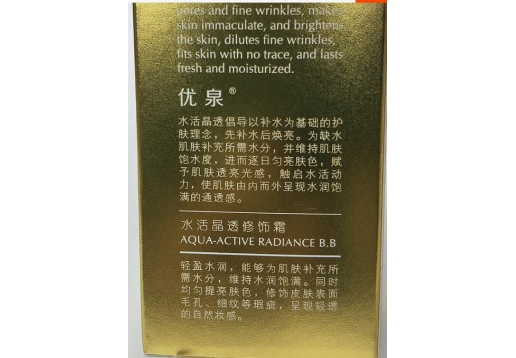 pores and fine wrinkles, make
skin immaculate, and brightens
the skin, dilutes fine wrinkles,
fits skin with no trace, and lasts
fresh and moisturized.
优泉®
水活晶透倡导以补水为基础的护
肤理念，先补水后焕亮。为缺水
肌肤补充所需水分，并维持肌肤
饱水度，进而逐日匀亮肤色，赋
予肌肤透亮光感，触启水活动
力，使肌肤由内而外呈现水润饱
满的通透感。
水活晶透修饰霜
AQUA-ACTIVE RADIANCE B.B
轻盈水润，能够为肌肤补充所
需水分，维持水润饱满。同时
均匀提亮肤色，修饰皮肤表面
毛孔、细纹等瑕疵，呈现轻透
的自然妆感。